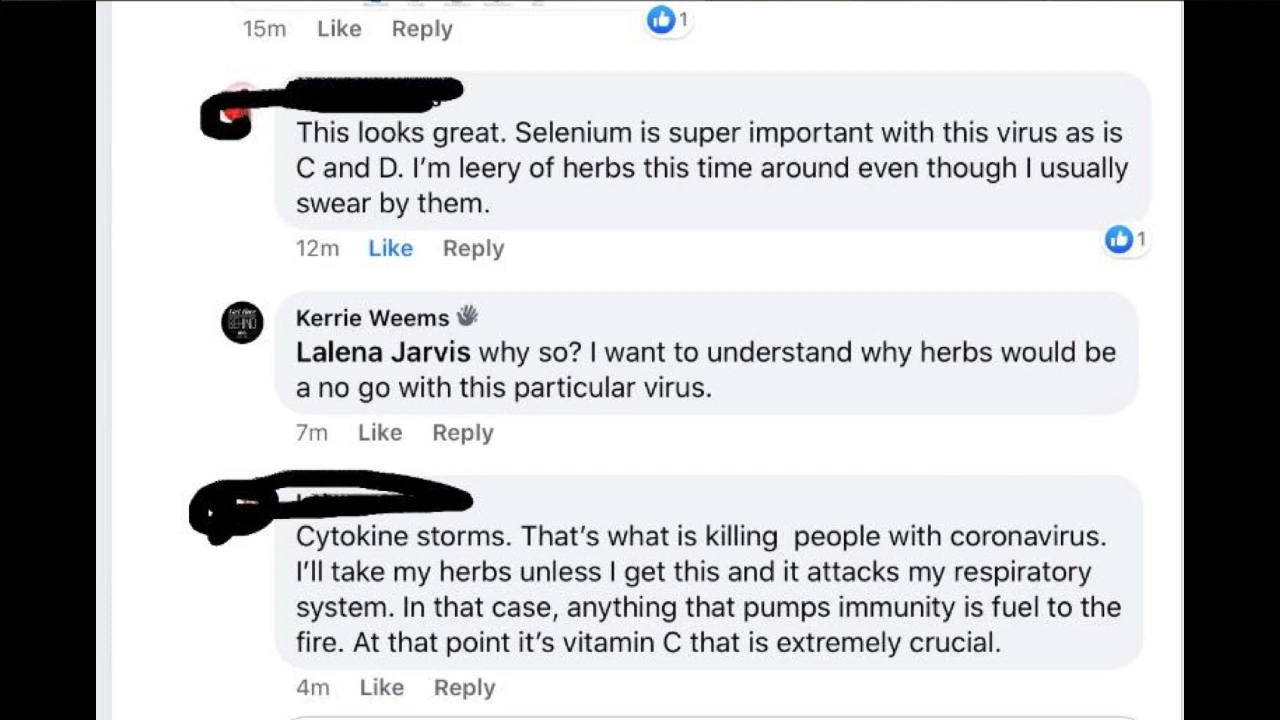 15m Like Reply 1
This looks great. Selenium is super important with this virus as is
C and D. I’m leery of herbs this time around even though I usually
swear by them.
12m Like Reply 1
Kerrie Weems
Lalena Jarvis why so? I want to understand why herbs would be
a no go with this particular virus.
7m Like Reply
Cytokine storms. That’s what is killing people with coronavirus.
I’ll take my herbs unless I get this and it attacks my respiratory
system. In that case, anything that pumps immunity is fuel to the
fire. At that point it’s vitamin C that is extremely crucial.
4m Like Reply